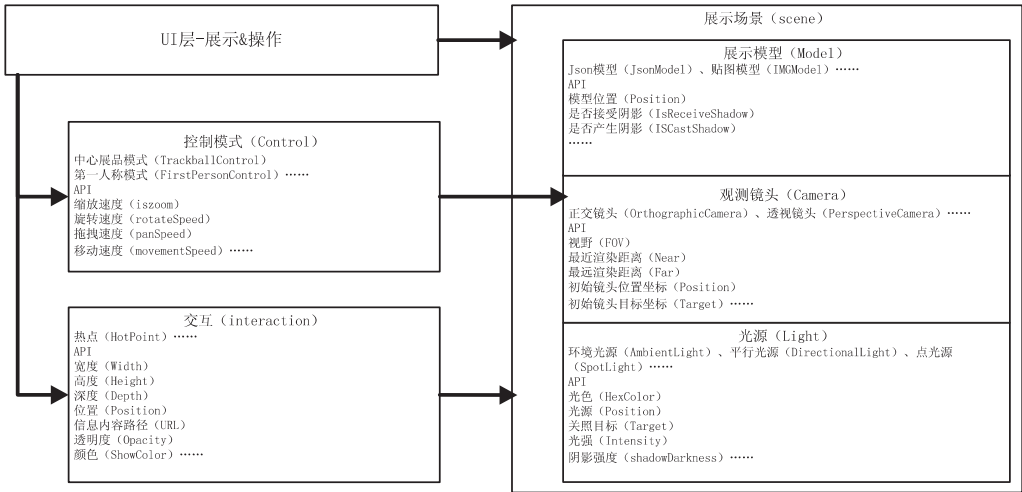 UI层-展示&操作
控制模式（Control）
中心展品模式（TrackballControl）
第一人称模式（FirstPersonControl）……
API
缩放速度（iszoom）
旋转速度（rotateSpeed）
拖拽速度（panSpeed）
移动速度（movementSpeed）……
交互（interaction）
热点（HotPoint）……
API
宽度（Width）
高度（Height）
深度（Depth）
位置（Position）
信息内容路径（URL）
透明度（Opacity）
颜色（ShowColor）……
展示场景（scene）
展示模型（Model）
Json模型（JsonModel）、贴图模型（IMGModel）……
API
模型位置（Position）
是否接受阴影（IsReceiveShadow）
是否产生阴影（ISCastShadow）
……
观测镜头（Camera）
正交镜头（OrthographicCamera）、透视镜头（PerspectiveCamera）……
API
视野（FOV）
最近渲染距离（Near）
最远渲染距离（Far）
初始镜头位置坐标（Position）
初始镜头目标坐标（Target）……
光源（Light）
环境光源（AmbientLight）、平行光源（DirectionalLight）、点光源
（SpotLight）……
API
光色（HexColor）
光源（Position）
关照目标（Target）
光强（Intensity）
阴影强度（shadowDarkness）……